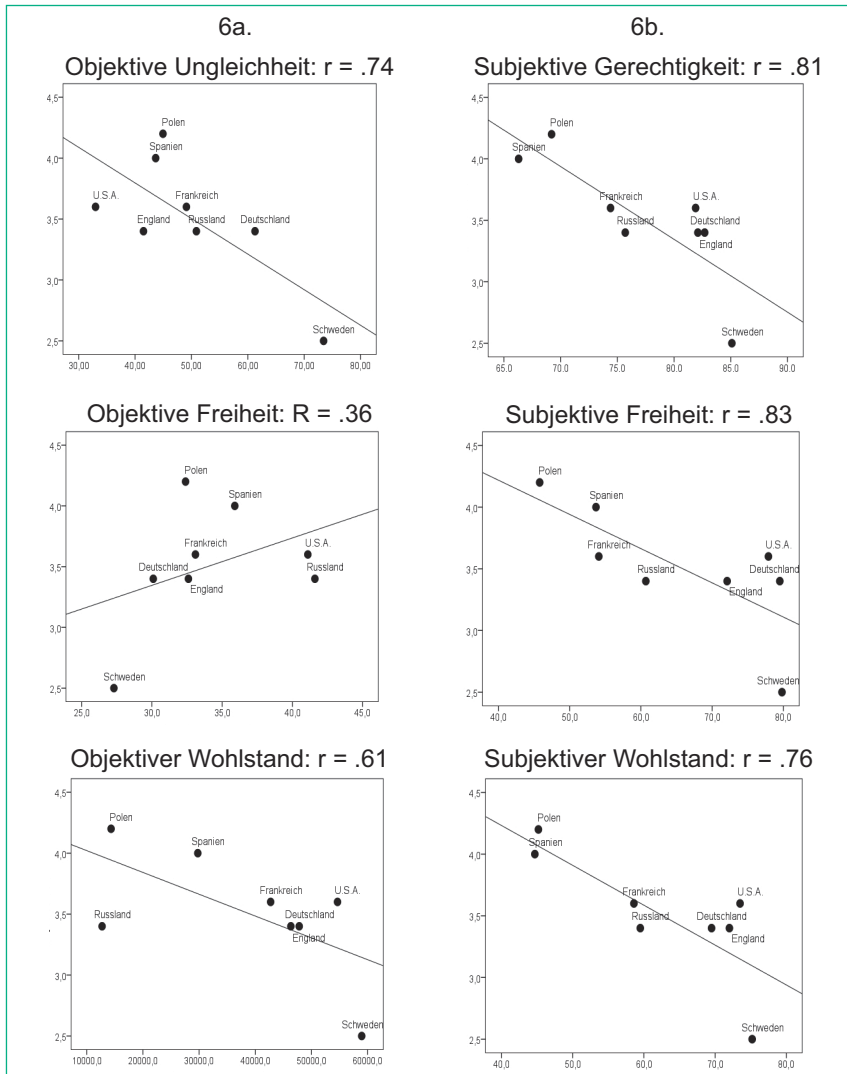 6a.
6b.
Objektive Ungleichheit: r = .74
4,5
4,0
3,5
3,0
2,5
Polen
Spanien
U.S.A.
Frankreich
England
Russland
Deutschland
Schweden
30,00
40,00
50,00
60,00
70,00
80,00
Subjektive Gerechtigkeit: r = .81
4,5
4,0
3,5
3,0
2,5
Polen
Spanien
Frankreich
U.S.A.
Russland
Deutschland
England
Schweden
65.0
70.0
75.0
80.0
85.0
90.0
Objektive Freiheit: R = .36
4,5
4,0
3,5
3,0
2,5
Polen
Spanien
Frankreich
U.S.A.
Deutschland
Russland
England
Schweden
25,0
30,0
35,0
40,0
45,0
Subjektive Freiheit: r = .83
4,5
4,0
3,5
3,0
2,5
Polen
Spanien
Frankreich
U.S.A.
Russland
Deutschland
England
Schweden
40,0
50,0
60,0
70,0
80,0
Objektiver Wohlstand: r = .61
4,5
4,0
3,5
3,0
2,5
Polen
Spanien
Frankreich
U.S.A.
Russland
Deutschland
England
Schweden
10000,0
20000,0
30000,0
40000,0
50000,0
60000,0
Subjektiver Wohlstand: r = .76
4,5
4,0
3,5
3,0
2,5
Polen
Spanien
Frankreich
U.S.A.
Russland
Deutschland
England
Schweden
40,0
50,0
60,0
70,0
80,0